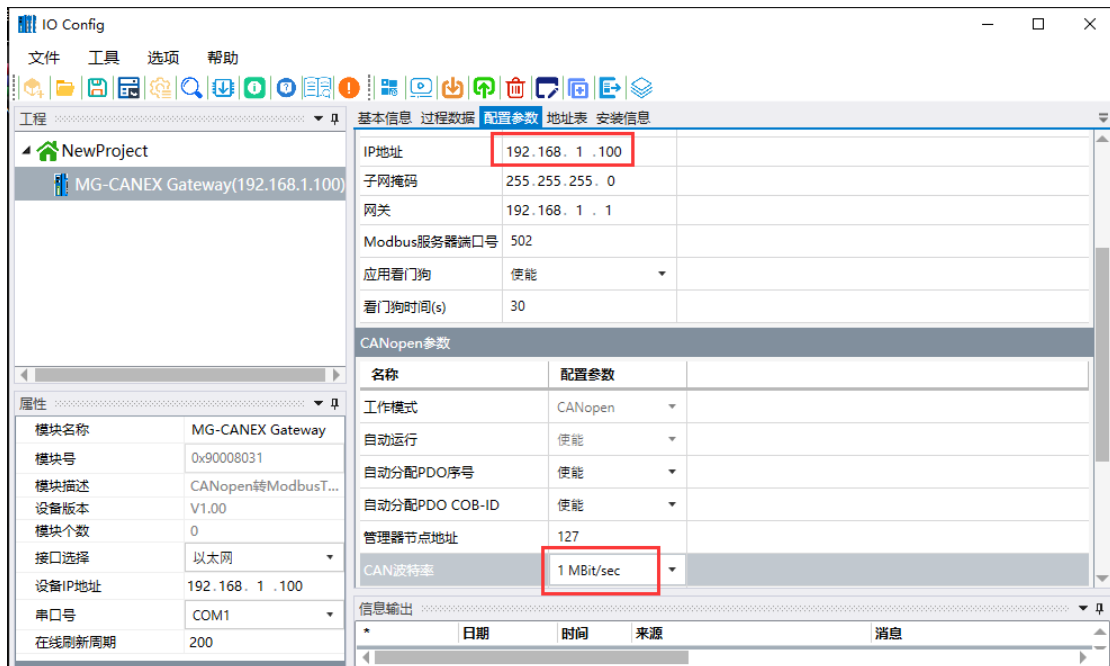 IO Config
文件 工具 选项 帮助
工程
NewProject
MG-CANEX Gateway(192.168.1.100)
属性
模块名称 MG-CANEX Gateway
模块号 0x90008031
模块描述 CANopen转ModbusT...
设备版本 V1.00
模块个数 0
接口选择 以太网
设备IP地址 192.168. 1 .100
串口号 COM1
在线刷新周期 200
基本信息 过程数据 配置参数 地址表 安装信息
IP地址 192.168. 1 .100
子网掩码 255.255.255. 0
网关 192.168. 1 . 1
Modbus服务器端口号 502
应用看门狗 使能
看门狗时间(s) 30
CANopen参数
名称 配置参数
工作模式 CANopen
自动运行 使能
自动分配PDO序号 使能
自动分配PDO COB-ID 使能
管理器节点地址 127
CAN波特率 1 MBit/sec
信息输出
* 日期 时间 来源 消息